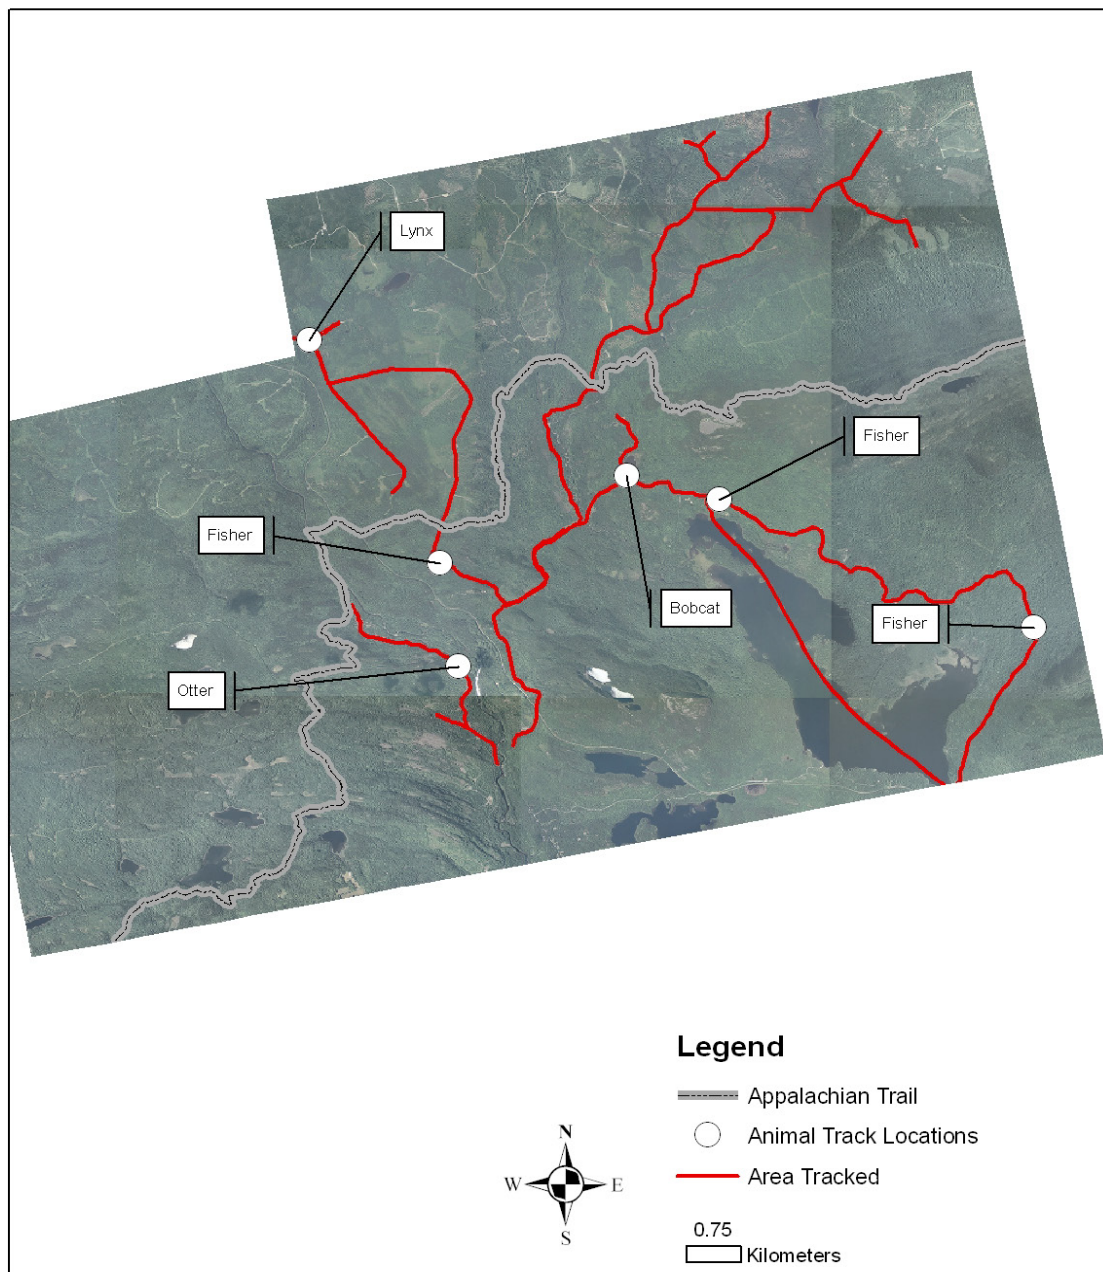 Lynx
Fisher
Fisher
Bobcat
Fisher
Otter
Legend
Appalachian Trail
Animal Track Locations
Area Tracked
N
W
E
S
0.75
Kilometers